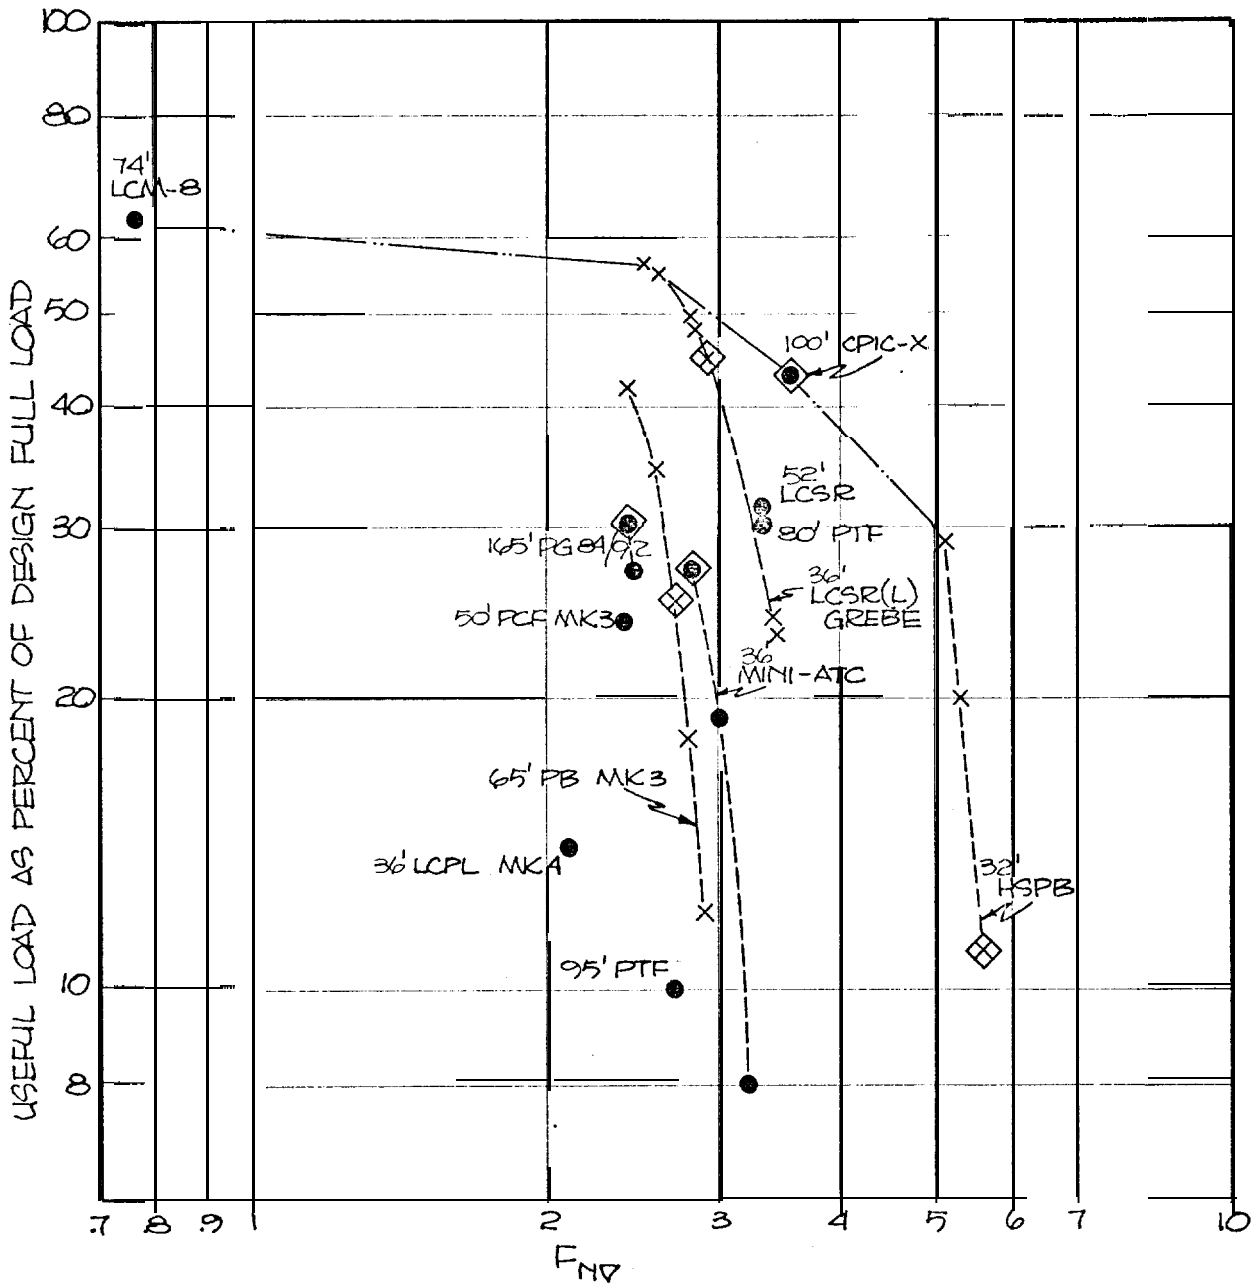 USEFUL LOAD AS PERCENT OF DESIGN FULL LOAD
100
80
60
50
40
30
20
10
8
74'
LCM-8
100' CPIC-X
52'
LCSR
80' PTF
165' PG 84/92
36'
LCSR(L)
GREBE
50' PCF MK3
36'
MINI-ATC
65' PB MK3
36' LCPL MK4
32'
HSPB
95' PTF
.7 .8 .9 1 2 3 4 5 6 7 10
F N∇